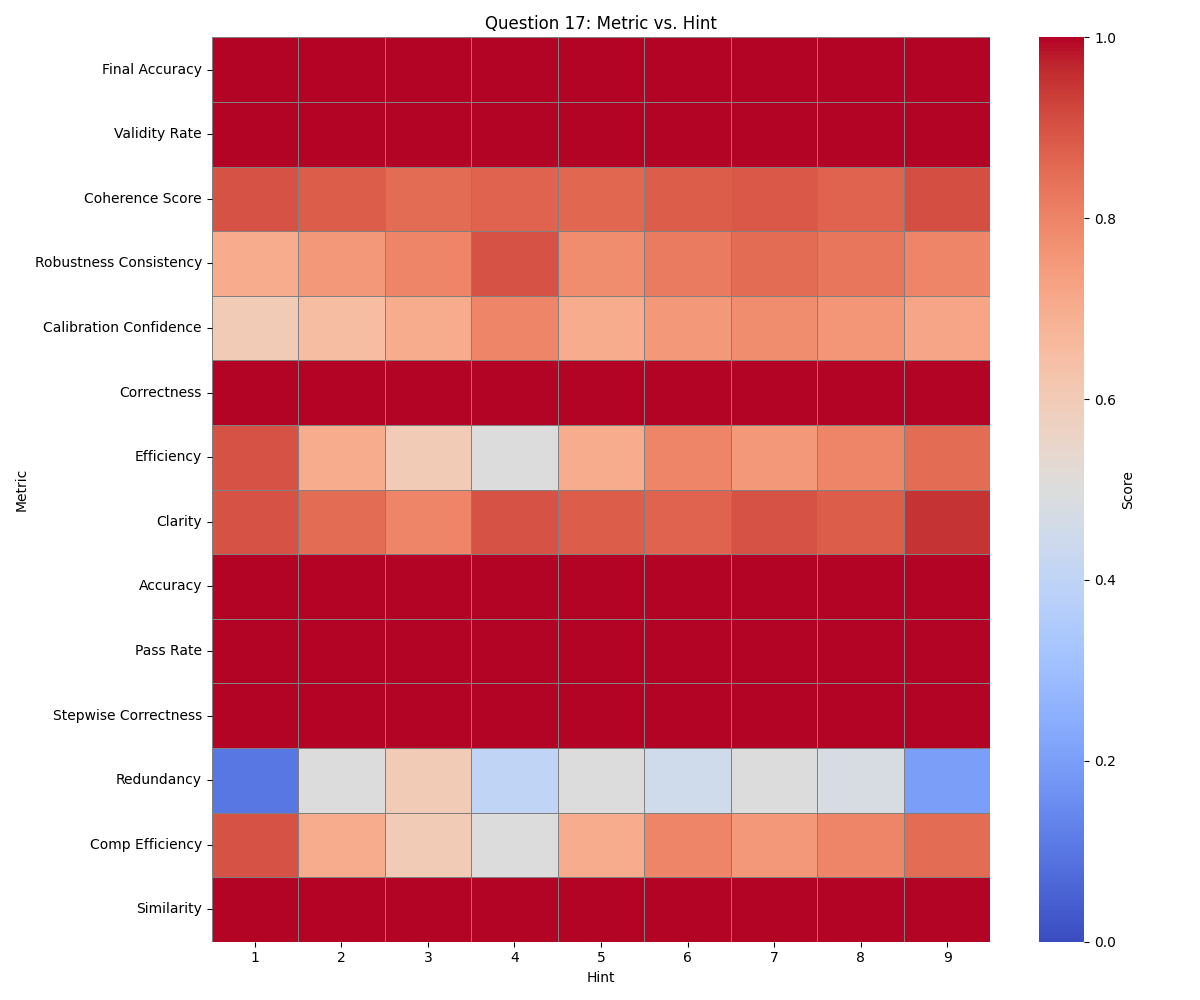 Question 17: Metric vs. Hint
Final Accuracy
Validity Rate
Coherence Score
Robustness Consistency
Calibration Confidence
Correctness
Efficiency
Clarity
Accuracy
Pass Rate
Stepwise Correctness
Redundancy
Comp Efficiency
Similarity
Metric
1 2 3 4 5 6 7 8 9
Hint
1.0
0.8
0.6
0.4
0.2
0.0
Score